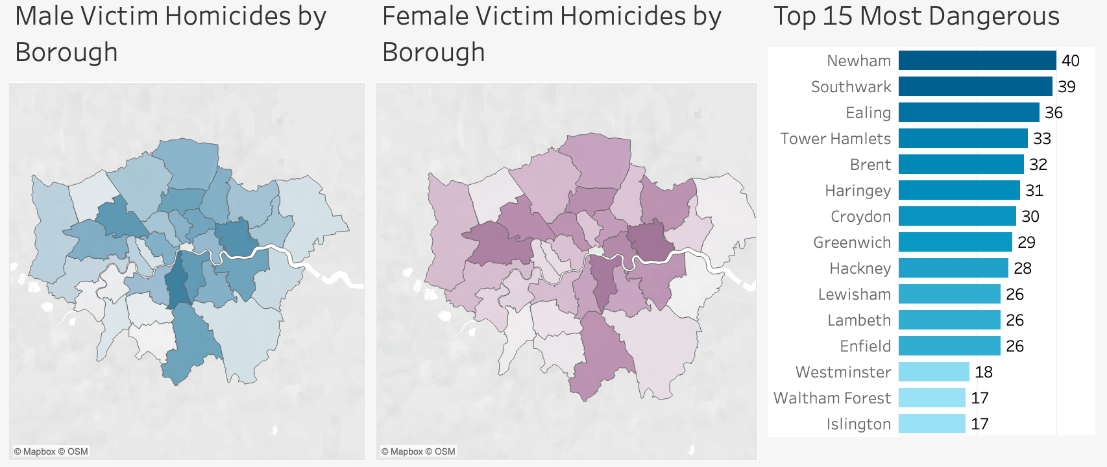 Male Victim Homicides by
Borough
© Mapbox © OSM
Female Victim Homicides by
Borough
© Mapbox © OSM
Top 15 Most Dangerous
Newham 40
Southwark 39
Ealing 36
Tower Hamlets 33
Brent 32
Haringey 31
Croydon 30
Greenwich 29
Hackney 28
Lewisham 26
Lambeth 26
Enfield 26
Westminster 18
Waltham Forest 17
Islington 17